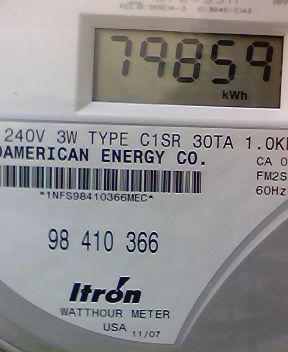 79859
kWh
240V 3W TYPE C1SR 30TA 1.0K
AMERICAN ENERGY CO.
CA 0
FM2S
60Hz
*1NFS98410366MEC*
98 410 366
Itrón
WATTHOUR METER
USA 11/07